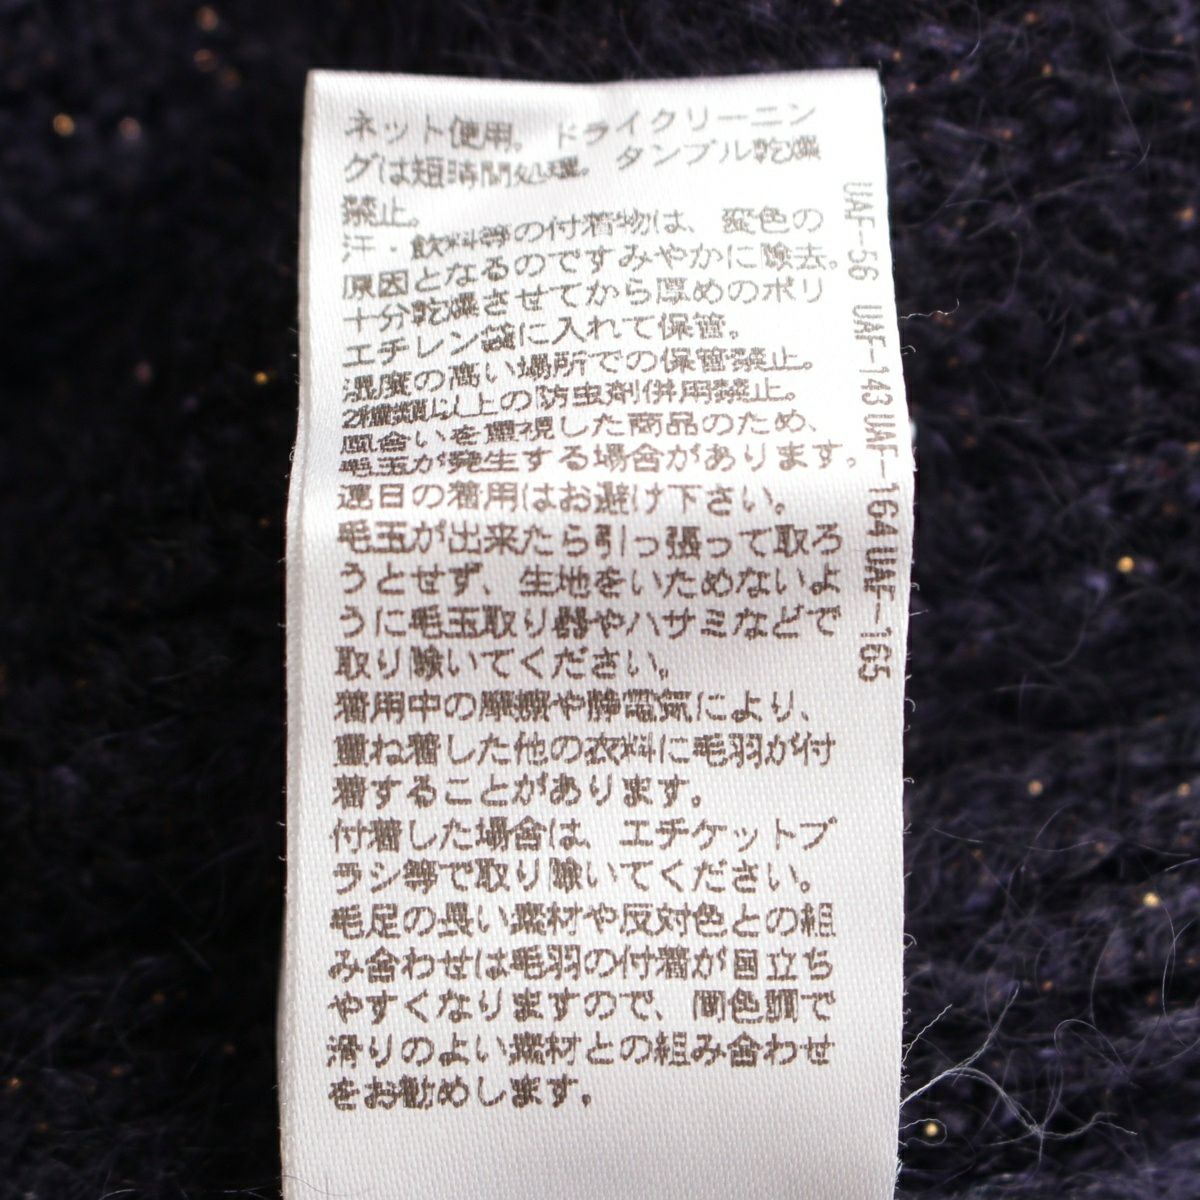 ネット使用。ドライクリーニン
グは短時間処理。タンブル乾燥
禁止。
汗・飲料等の付着物は、変色の
原因となるのですみやかに除去。
十分乾燥させてから厚めのポリ
エチレン袋に入れて保管。
湿度の高い場所での保管禁止。
2種類以上の防虫剤併用禁止。
風合いを重視した商品のため、
毛玉が発生する場合があります。
連日の着用はお避け下さい。
毛玉が出来たら引っ張って取ろ
うとせず、生地をいためないよ
うに毛玉取り器やハサミなどで
取り除いてください。
着用中の摩擦や静電気により、
重ね着した他の衣料に毛羽が付
着することがあります。
付着した場合は、エチケットブ
ラシ等で取り除いてください。
毛足の長い素材や反対色との組
み合わせは毛羽の付着が目立ち
やすくなりますので、同色調で
滑りのよい素材との組み合わせ
をお勧めします。
UAF-56 UAF-143 UAF-164 UAF-165